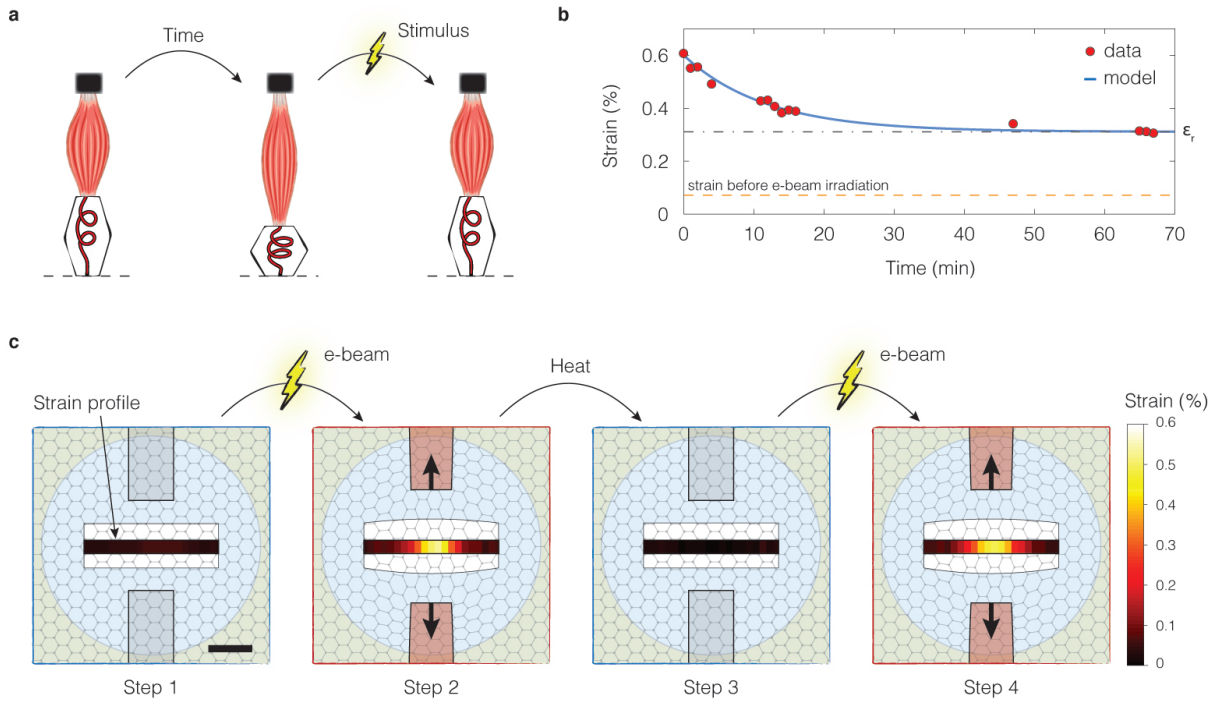 a
Time
Stimulus
b
Strain (%)
0.6
0.4
0.2
0
data
model
εr
strain before e-beam irradiation
0 10 20 30 40 50 60 70
Time (min)
c
Strain profile
e-beam
Heat
e-beam
Strain (%)
0.6
0.5
0.4
0.3
0.2
0.1
0
Step 1
Step 2
Step 3
Step 4